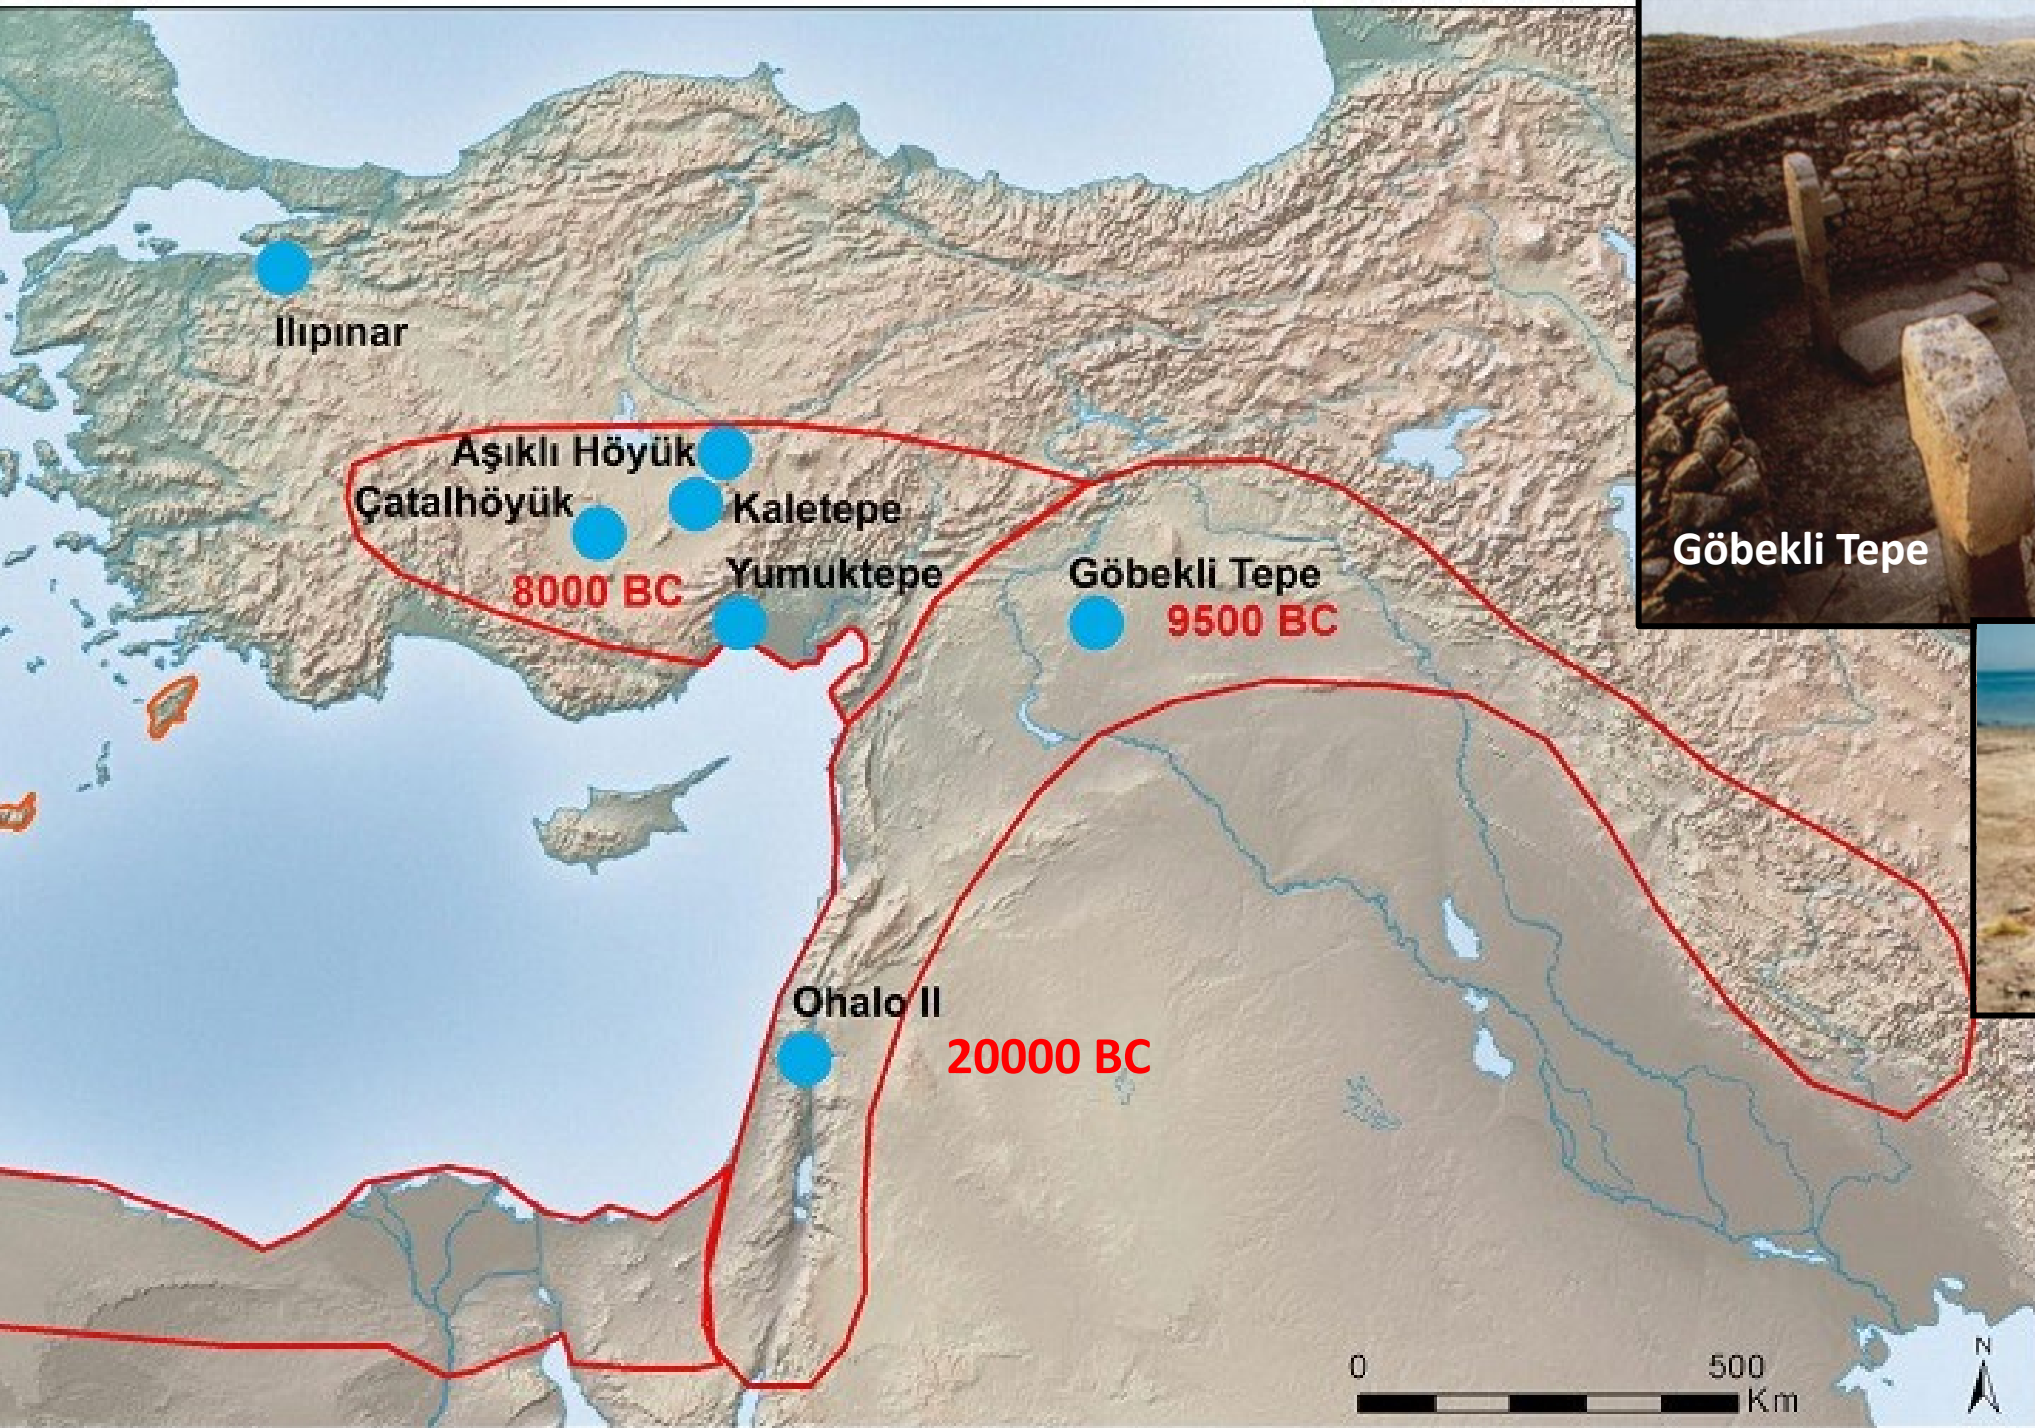 Ilıpınar
Aşıklı Höyük
Çatalhöyük
Kaletepe
8000 BC
Yumuktepe
Göbekli Tepe
9500 BC
Göbekli Tepe
Ohalo II
20000 BC
0 500
Km
N